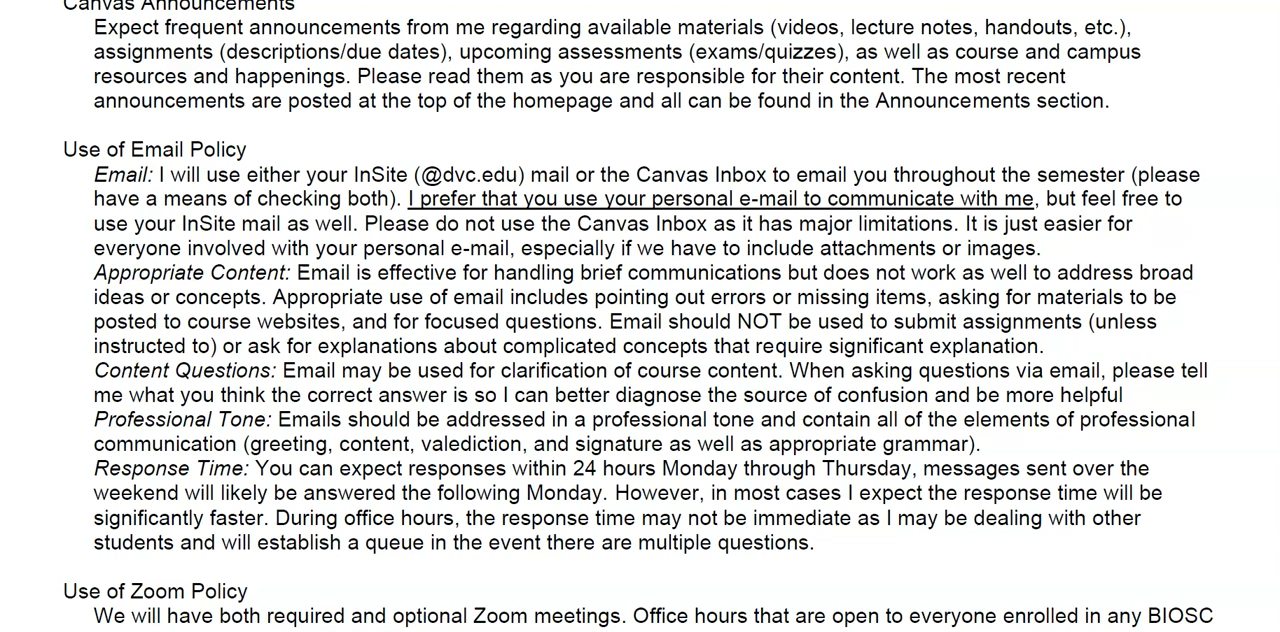 Canvas Announcements
Expect frequent announcements from me regarding available materials (videos, lecture notes, handouts, etc.),
assignments (descriptions/due dates), upcoming assessments (exams/quizzes), as well as course and campus
resources and happenings. Please read them as you are responsible for their content. The most recent
announcements are posted at the top of the homepage and all can be found in the Announcements section.
Use of Email Policy
Email: I will use either your InSite (@dvc.edu) mail or the Canvas Inbox to email you throughout the semester (please
have a means of checking both). I prefer that you use your personal e-mail to communicate with me, but feel free to
use your InSite mail as well. Please do not use the Canvas Inbox as it has major limitations. It is just easier for
everyone involved with your personal e-mail, especially if we have to include attachments or images.
Appropriate Content: Email is effective for handling brief communications but does not work as well to address broad
ideas or concepts. Appropriate use of email includes pointing out errors or missing items, asking for materials to be
posted to course websites, and for focused questions. Email should NOT be used to submit assignments (unless
instructed to) or ask for explanations about complicated concepts that require significant explanation.
Content Questions: Email may be used for clarification of course content. When asking questions via email, please tell
me what you think the correct answer is so I can better diagnose the source of confusion and be more helpful
Professional Tone: Emails should be addressed in a professional tone and contain all of the elements of professional
communication (greeting, content, valediction, and signature as well as appropriate grammar).
Response Time: You can expect responses within 24 hours Monday through Thursday, messages sent over the
weekend will likely be answered the following Monday. However, in most cases I expect the response time will be
significantly faster. During office hours, the response time may not be immediate as I may be dealing with other
students and will establish a queue in the event there are multiple questions.
Use of Zoom Policy
We will have both required and optional Zoom meetings. Office hours that are open to everyone enrolled in any BIOSC